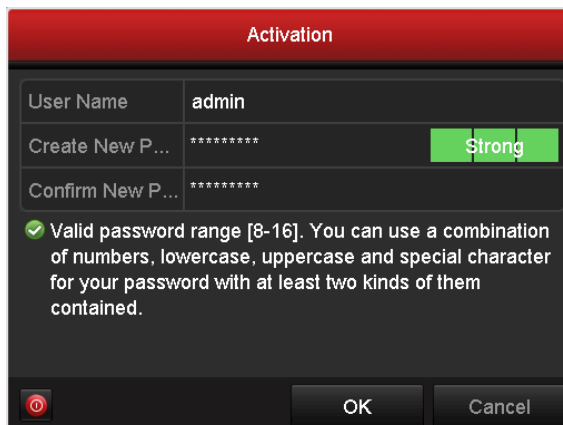 Activation
User Name admin
Create New P... ********* Strong
Confirm New P... *********
Valid password range [8-16]. You can use a combination
of numbers, lowercase, uppercase and special character
for your password with at least two kinds of them
contained.
OK Cancel